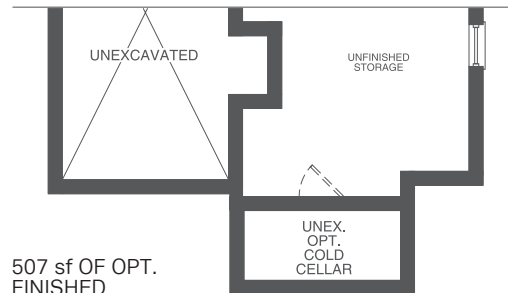 UNEXCAVATED
UNFINISHED
STORAGE
UNEX.
OPT.
COLD
CELLAR
507 sf OF OPT.
FINISHED